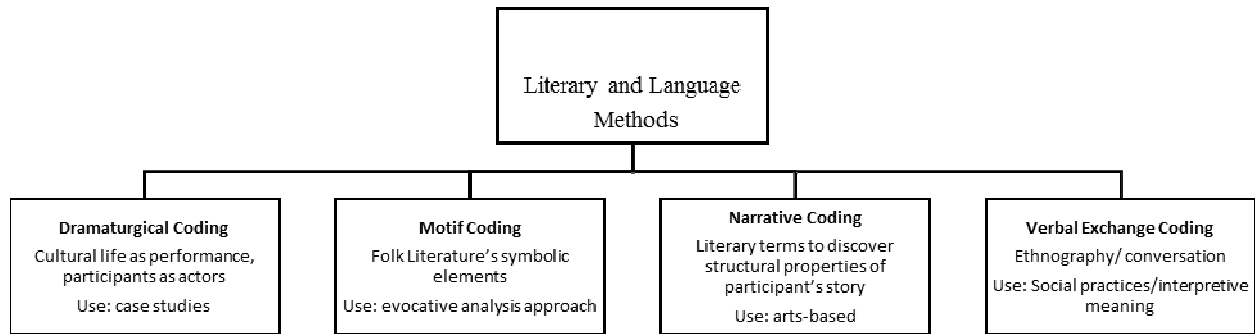 Literary and Language
Methods
Dramaturgical Coding
Cultural life as performance,
participants as actors
Use: case studies
Motif Coding
Folk Literature's symbolic
elements
Use: evocative analysis approach
Narrative Coding
Literary terms to discover
structural properties of
participant's story
Use: arts-based
Verbal Exchange Coding
Ethnography/ conversation
Use: Social practices/interpretive
meaning